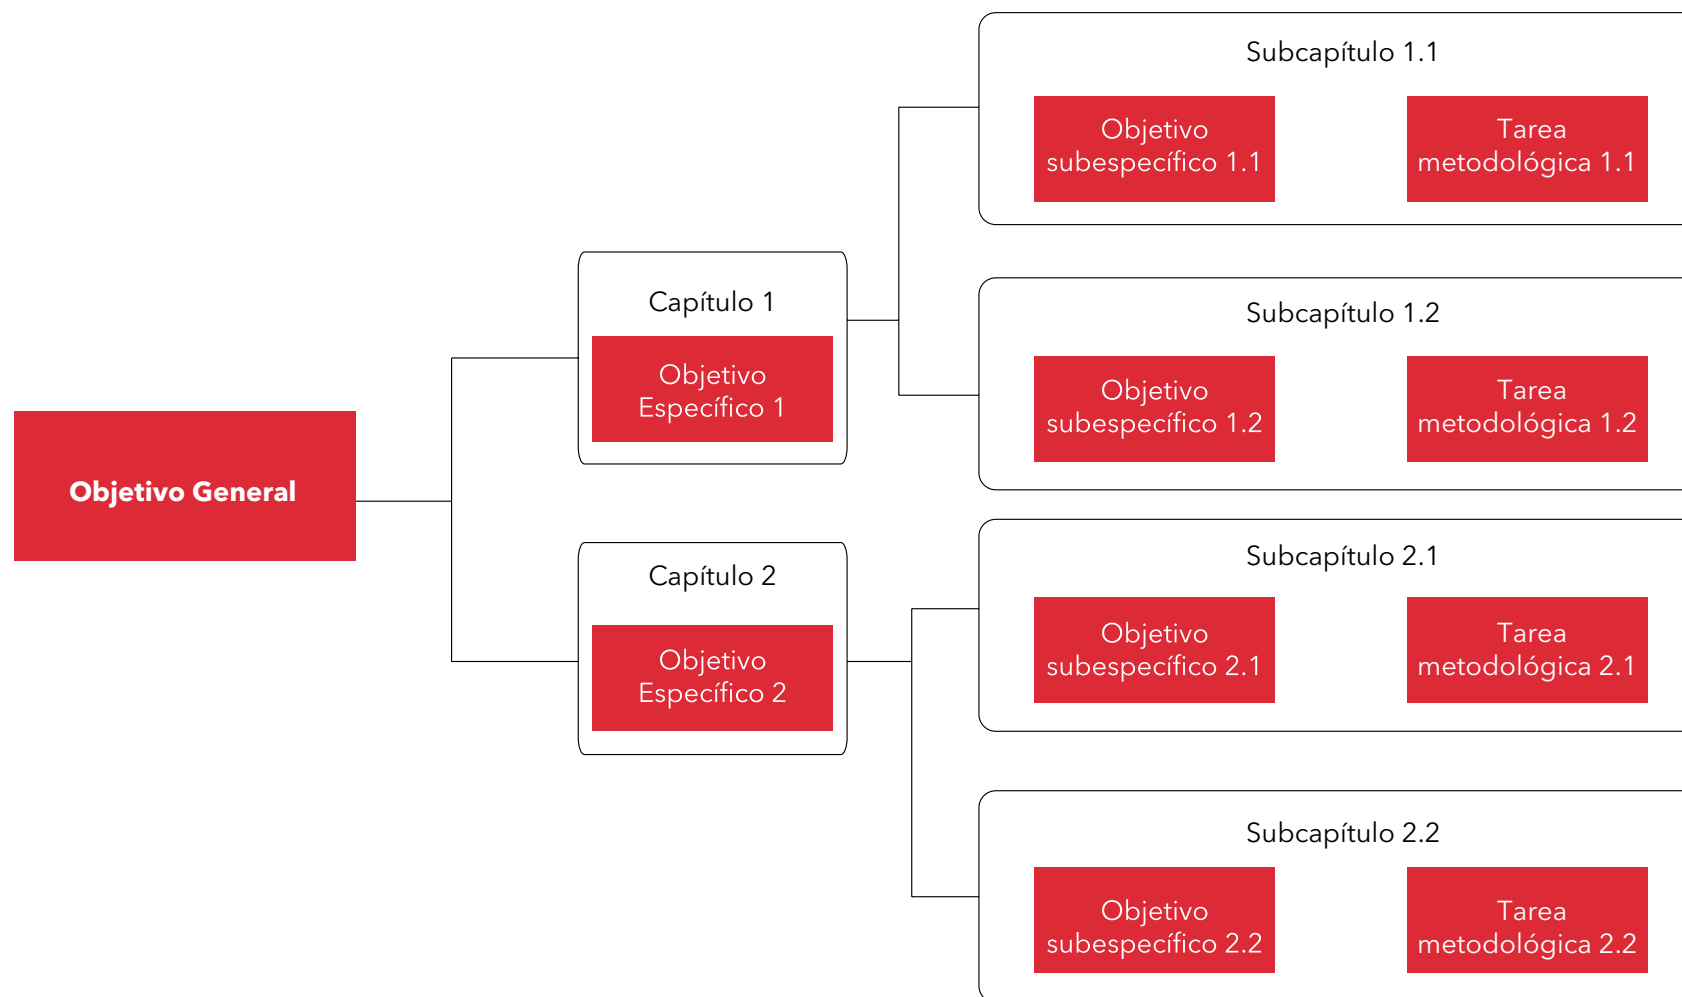 Objetivo General
Capítulo 1
Objetivo
Específico 1
Subcapítulo 1.1
Objetivo
subespecífico 1.1
Tarea
metodológica 1.1
Subcapítulo 1.2
Objetivo
subespecífico 1.2
Tarea
metodológica 1.2
Capítulo 2
Objetivo
Específico 2
Subcapítulo 2.1
Objetivo
subespecífico 2.1
Tarea
metodológica 2.1
Subcapítulo 2.2
Objetivo
subespecífico 2.2
Tarea
metodológica 2.2